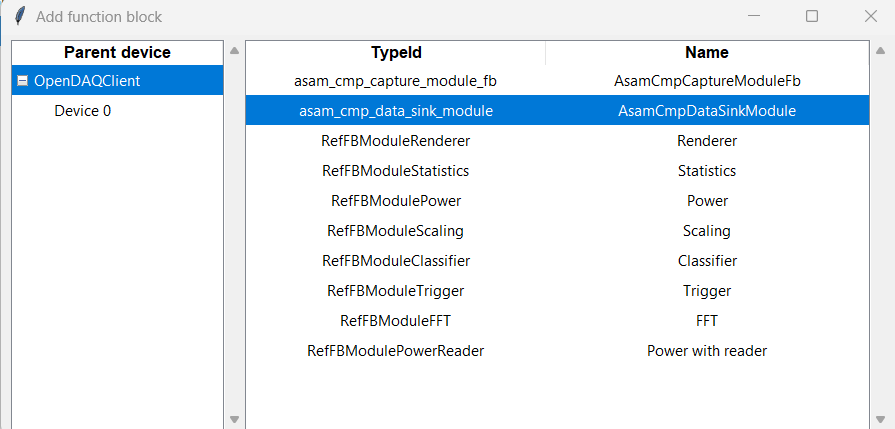 Add function block
Parent device
OpenDAQClient
Device 0
TypeId Name
asam_cmp_capture_module_fb AsamCmpCaptureModuleFb
asam_cmp_data_sink_module AsamCmpDataSinkModule
RefFBModuleRenderer Renderer
RefFBModuleStatistics Statistics
RefFBModulePower Power
RefFBModuleScaling Scaling
RefFBModuleClassifier Classifier
RefFBModuleTrigger Trigger
RefFBModuleFFT FFT
RefFBModulePowerReader Power with reader